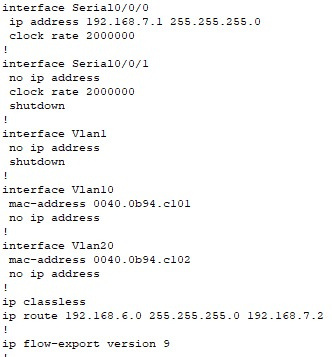 interface Serial0/0/0
 ip address 192.168.7.1 255.255.255.0
 clock rate 2000000
!
interface Serial0/0/1
 no ip address
 clock rate 2000000
 shutdown
!
interface Vlan1
 no ip address
 shutdown
!
interface Vlan10
 mac-address 0040.0b94.c101
 no ip address
!
interface Vlan20
 mac-address 0040.0b94.c102
 no ip address
!
ip classless
ip route 192.168.6.0 255.255.255.0 192.168.7.2
!
ip flow-export version 9